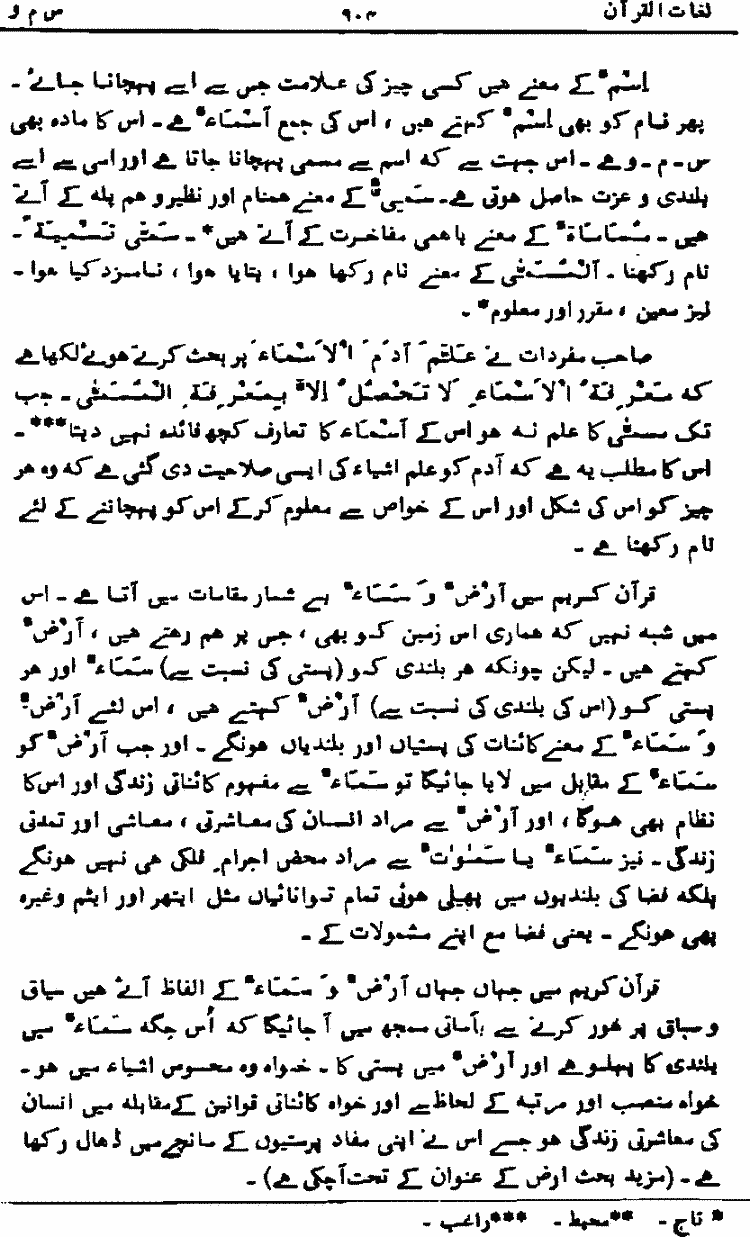 لغات القرآن ۹۰۳ س م و
اِسْمٌ کے معنے ہیں کسی چیز کی علامت جس سے اسے پہچانا جائے ۔
پھر نام کو بھی اِسْمٌ کہتے ہیں ، اس کی جمع اَسْمَاءٌ ہے ۔ اس کا مادہ بھی
س ۔ م ۔ و ہے ۔ اس جہت سے کہ اسم سے مسمی پہچانا جاتا ہے اور اسی سے اسے
بلندی و عزت حاصل ہوتی ہے ۔ سَمِیٌّ کے معنے ہمنام اور نظیر و ہم پلہ کے آتے
ہیں ۔ مُسَامَاۃٌ کے معنے باہمی مفاخرت کے آتے ہیں* ۔ سَمّٰی تَسْمِیَۃً ۔
نام رکھنا ۔ اَلْمُسَمّٰی کے معنے نام رکھا ہوا ، بتایا ہوا ، نامزد کیا ہوا ۔
نیز معین ، مقرر اور معلوم* ۔
صاحب مفردات نے عَلَّمَ اٰدَمَ الْاَسْمَاءَ پر بحث کرتے ہوئے لکھا ہے
کہ مَعْرِفَۃُ الْاَسْمَاءِ لَا تَحْصُلُ اِلَّا بِمَعْرِفَۃِ الْمُسَمّٰی ۔ جب
تک مسمّٰی کا علم نہ ہو اس کے اَسْمَاء کا تعارف کچھ فائدہ نہیں دیتا*** ۔
اس کا مطلب یہ ہے کہ آدم کو علم اشیاء کی ایسی صلاحیت دی گئی ہے کہ وہ ہر
چیز کو اس کی شکل اور اس کے خواص سے معلوم کرکے اس کو پہچاننے کے لئے
نام رکھتا ہے ۔
قرآن کریم میں اَرْضٌ وَ سَمَاءٌ بے شمار مقامات میں آتا ہے ۔ اس
میں شبہ نہیں کہ ہماری اس زمین کو بھی ، جس پر ہم رہتے ہیں ، اَرْضٌ
کہتے ہیں ۔ لیکن چونکہ ہر بلندی کو (پستی کی نسبت سے) سَمَاءٌ اور ہر
پستی کو (اس کی بلندی کی نسبت سے) اَرْضٌ کہتے ہیں ، اس لئے اَرْضٌ
وَ سَمَاءٌ کے معنے کائنات کی پستیاں اور بلندیاں ہونگے ۔ اور جب اَرْضٌ کو
سَمَاءٌ کے مقابل میں لایا جائیگا تو سَمَاءٌ سے مفہوم کائناتی زندگی اور اس کا
نظام بھی ہوگا ، اور اَرْضٌ سے مراد انسان کی معاشرتی ، معاشی اور تمدنی
زندگی ۔ نیز سَمَاءٌ یا سَمٰوٰتٌ سے مراد محض اجرامِ فلکی ہی نہیں ہونگے
بلکہ فضا کی بلندیوں میں پھیلی ہوئی تمام توانائیاں مثل ایتھر اور ایٹم وغیرہ
بھی ہونگے ۔ یعنی فضا مع اپنے مشمولات کے ۔
قرآن کریم میں جہاں جہاں اَرْضٌ وَ سَمَاءٌ کے الفاظ آئے ہیں سیاق
و سباق پر غور کرنے سے بآسانی سمجھ میں آ جائیگا کہ اُس جگہ سَمَاءٌ میں
بلندی کا پہلو ہے اور اَرْضٌ میں پستی کا ۔ خواہ وہ محسوس اشیاء میں ہو ۔
خواہ منصب اور مرتبہ کے لحاظ سے اور خواہ کائناتی قوانین کے مقابلہ میں انسان
کی معاشرتی زندگی ہو جسے اس نے اپنی مفاد پرستیوں کے سانچے میں ڈھال رکھا
ہے ۔ (مزید بحث ارض کے عنوان کے تحت آچکی ہے) ۔
* تاج ۔ **محیط ۔ ***راغب ۔